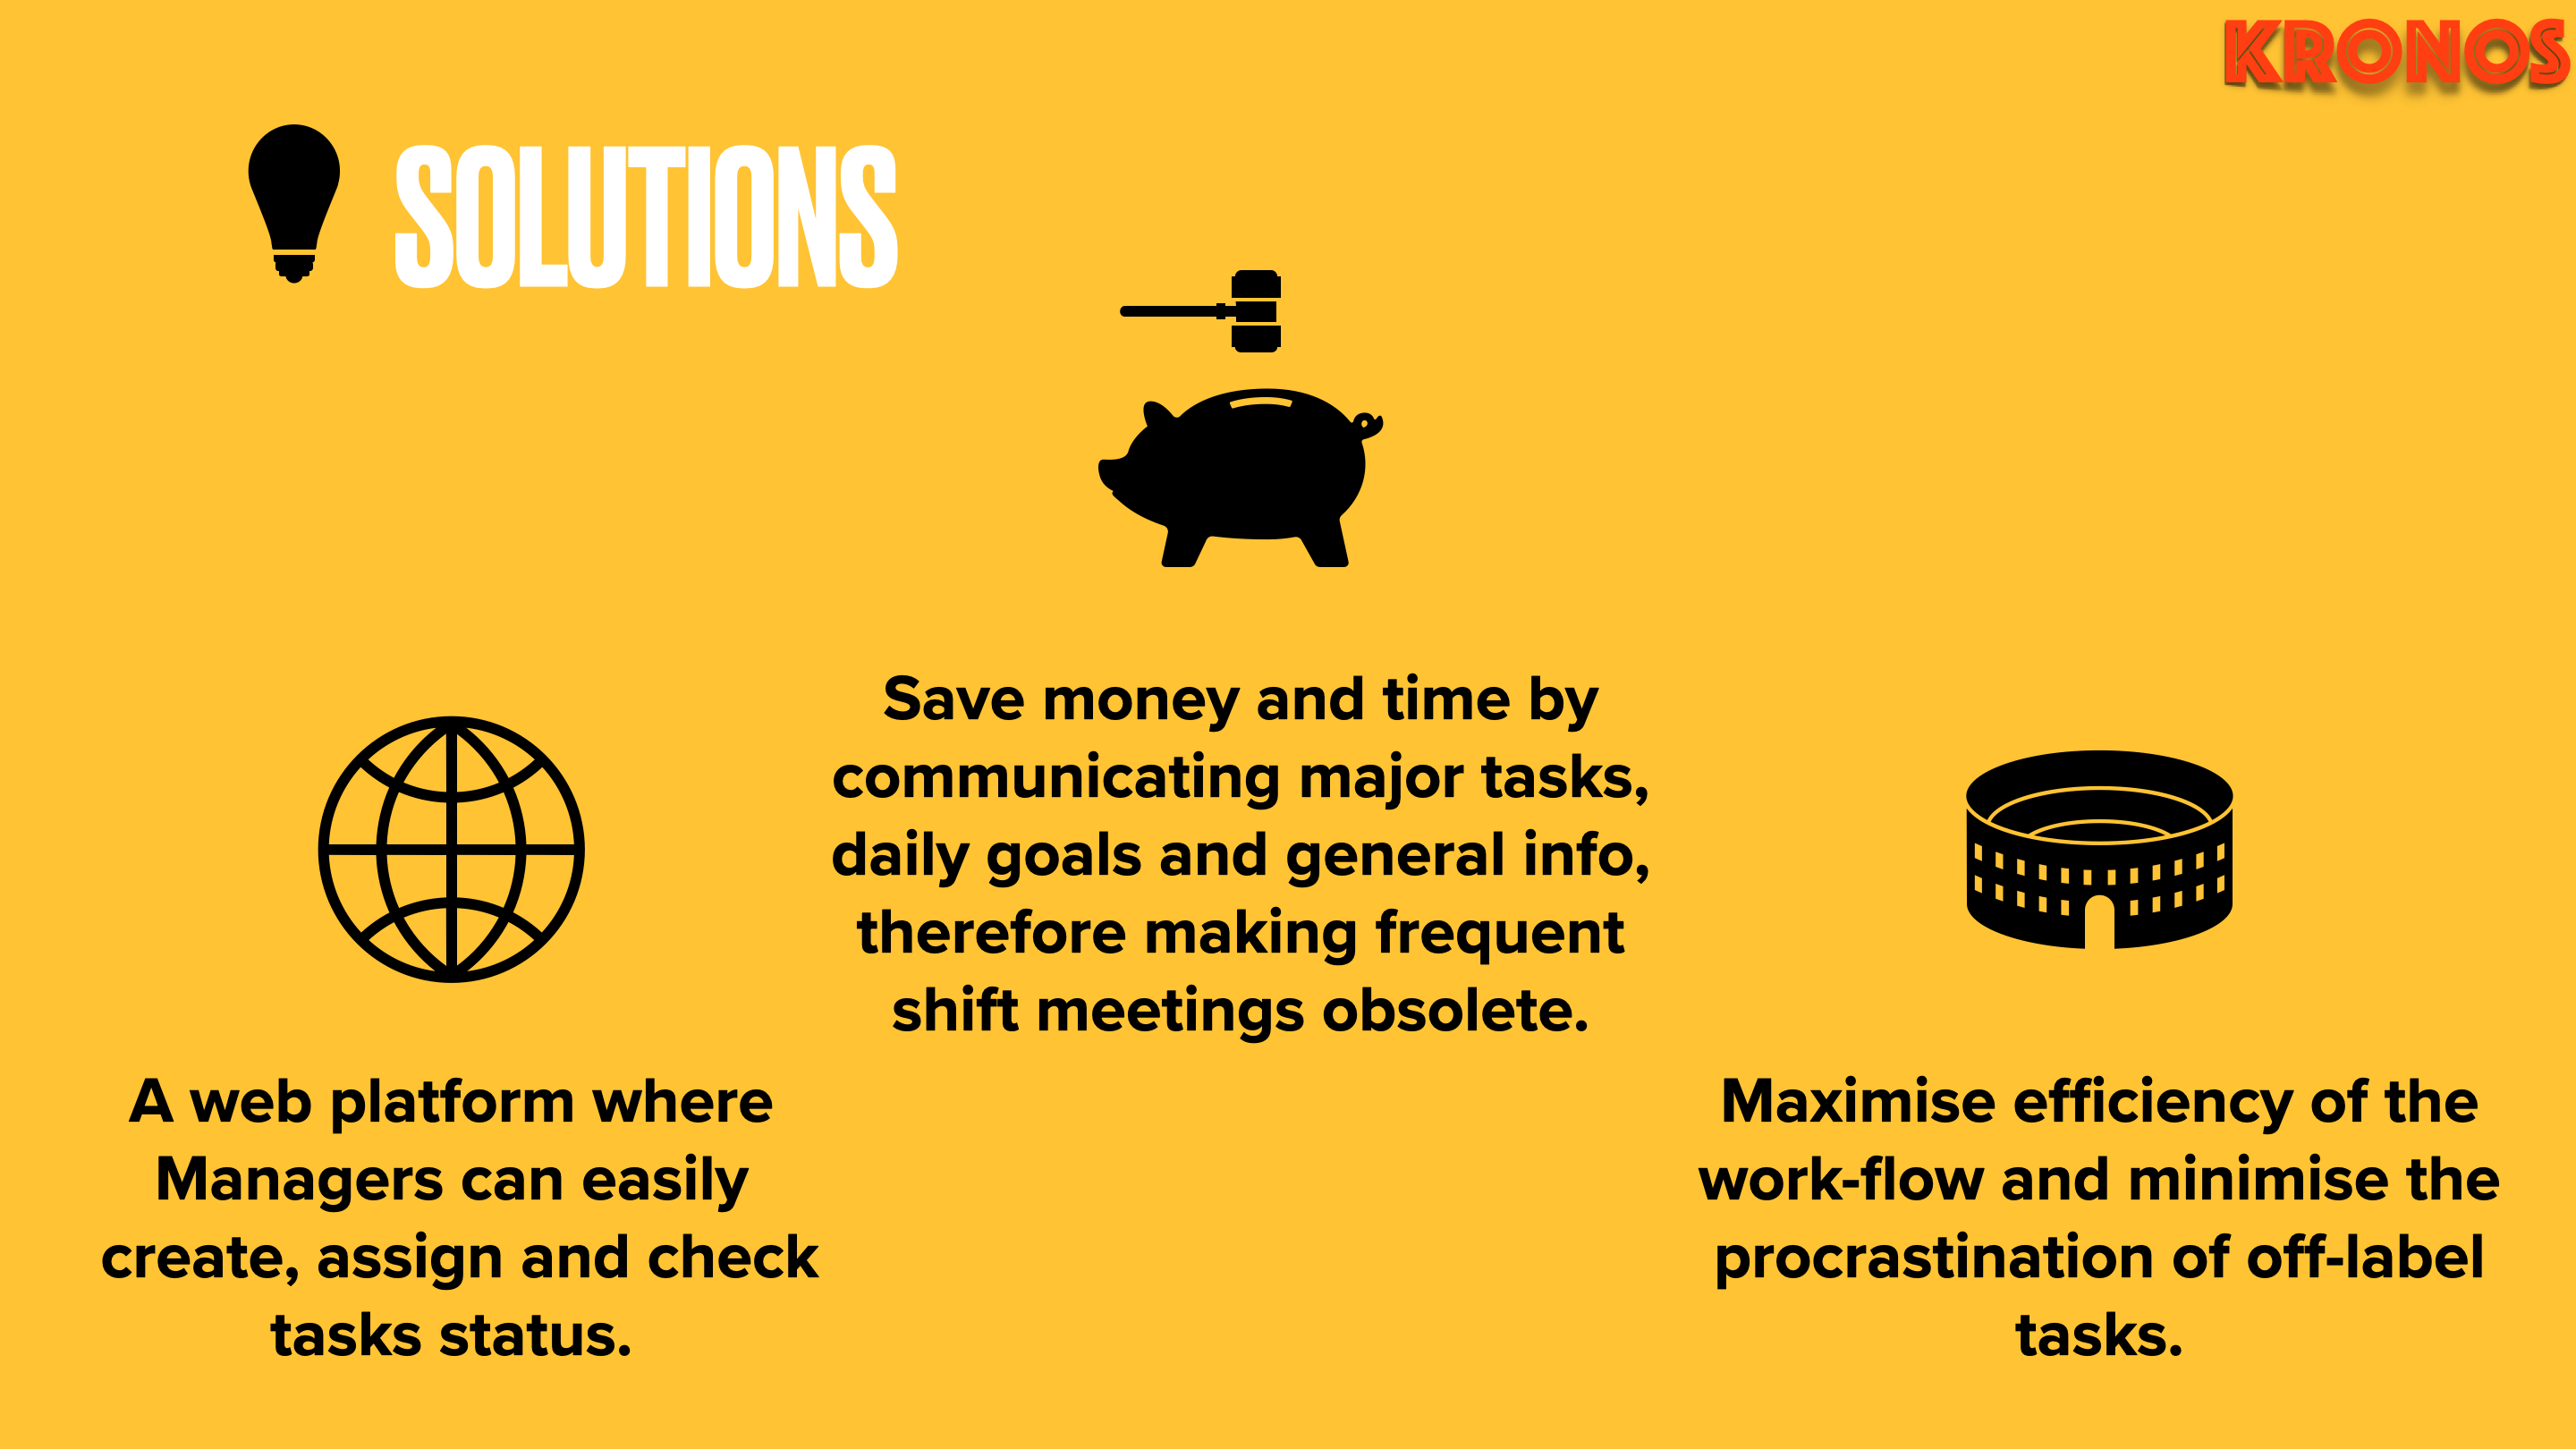 KRONOS
SOLUTIONS
Save money and time by
communicating major tasks,
daily goals and general info,
therefore making frequent
shift meetings obsolete.
A web platform where
Managers can easily
create, assign and check
tasks status.
Maximise efficiency of the
work-flow and minimise the
procrastination of off-label
tasks.